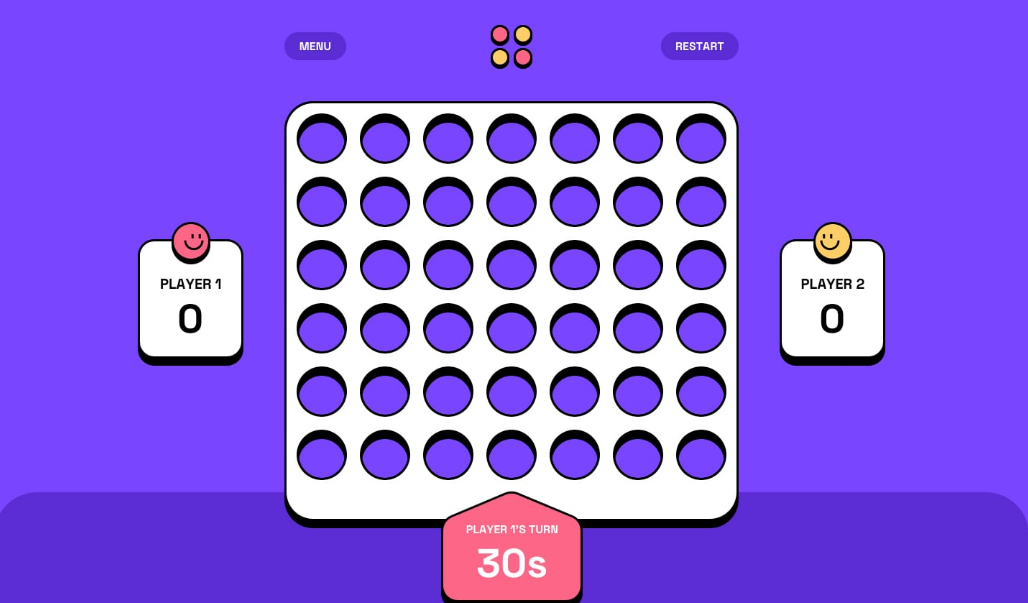 MENU
RESTART
PLAYER 1
0
PLAYER 2
0
PLAYER 1'S TURN
30s